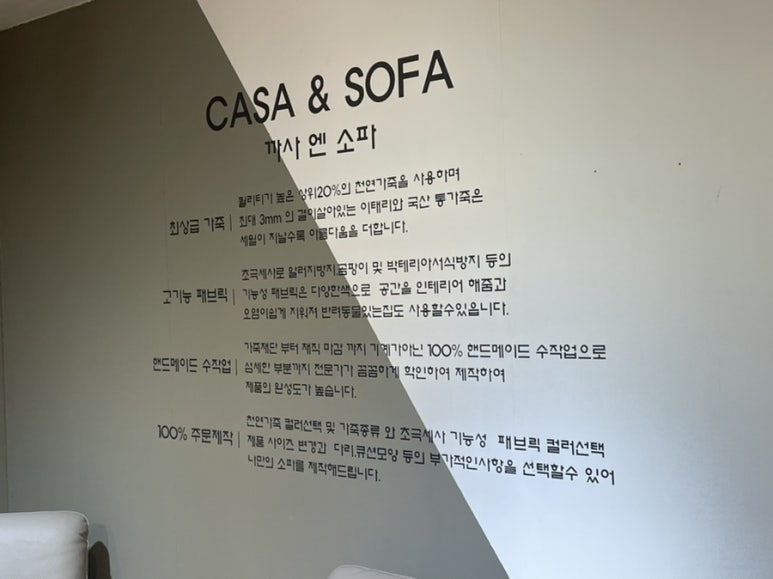 CASA & SOFA
까사 엔 소파
최상급 가죽 | 퀄리티가 높은 상위20%의 천연가죽을 사용하며
최대 3mm 의 결이살아있는 이태리와 국산 통가죽은
세월이 지날수록 아름다움을 더합니다.
고기능 패브릭 | 초극세사로 알러지방지,곰팡이 및 박테리아서식방지 등의
기능성 패브릭은 다양한색으로 공간을 인테리어 해줌과
오염이쉽게 지워져 반려동물있는집도 사용할수있읍니다.
핸드메이드 수작업 | 가죽재단 부터 재직 마감 까지 기계가아닌 100% 핸드메이드 수작업으로
섬세한 부분까지 전문가가 꼼꼼하게 확인하여 제작하여
제품의 완성도가 높습니다.
100% 주문제작 | 천연가죽 컬러선택 및 가죽종류 와 초극세사 기능성 패브릭 컬러선택
제품 사이즈 변경과 다리,큐션모양 등의 부가적인사항을 선택할수 있어
나만의 소파를 제작해드립니다.